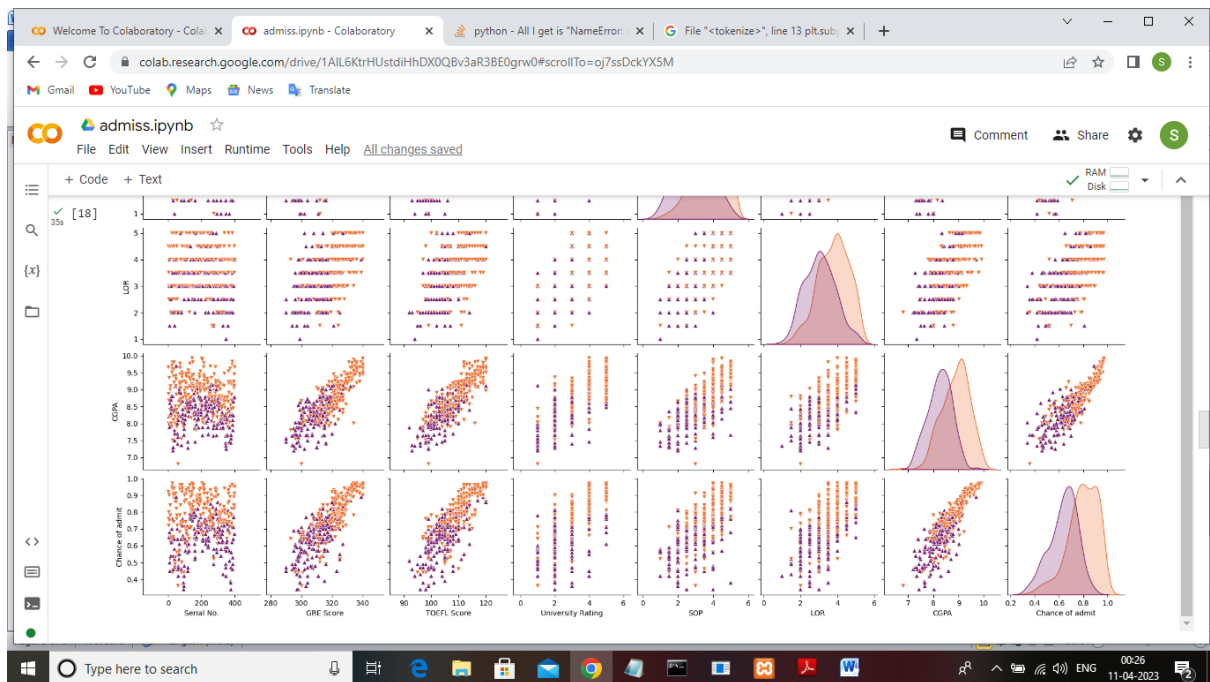 Welcome To Colaboratory - Colab
admiss.ipynb - Colaboratory
python - All I get is "NameError:
File "<tokenize>", line 13 plt.sub
colab.research.google.com/drive/1AIL6KtrHUstdiHhDX0QBv3aR3BE0grw0#scrollTo=oj7ssDckYX5M
S
Gmail YouTube Maps News Translate
CO admiss.ipynb
Comment Share S
File Edit View Insert Runtime Tools Help All changes saved
+ Code + Text
RAM
Disk
[18]
35s
1
5
4
3
2
1
LOR
10.0
9.5
9.0
8.5
8.0
7.5
7.0
CGPA
1.0
0.9
0.8
0.7
0.6
0.5
0.4
Chance of admit
{x}
0 200 400 280 300 320 340 90 100 110 120 0 2 4 6 0 2 4 6 0 2 4 6 7 8 9 10 0.2 0.4 0.6 0.8 1.0
Serial No. GRE Score TOEFL Score University Rating SOP LOR CGPA Chance of admit
Type here to search
ENG
00:26
11-04-2023
2